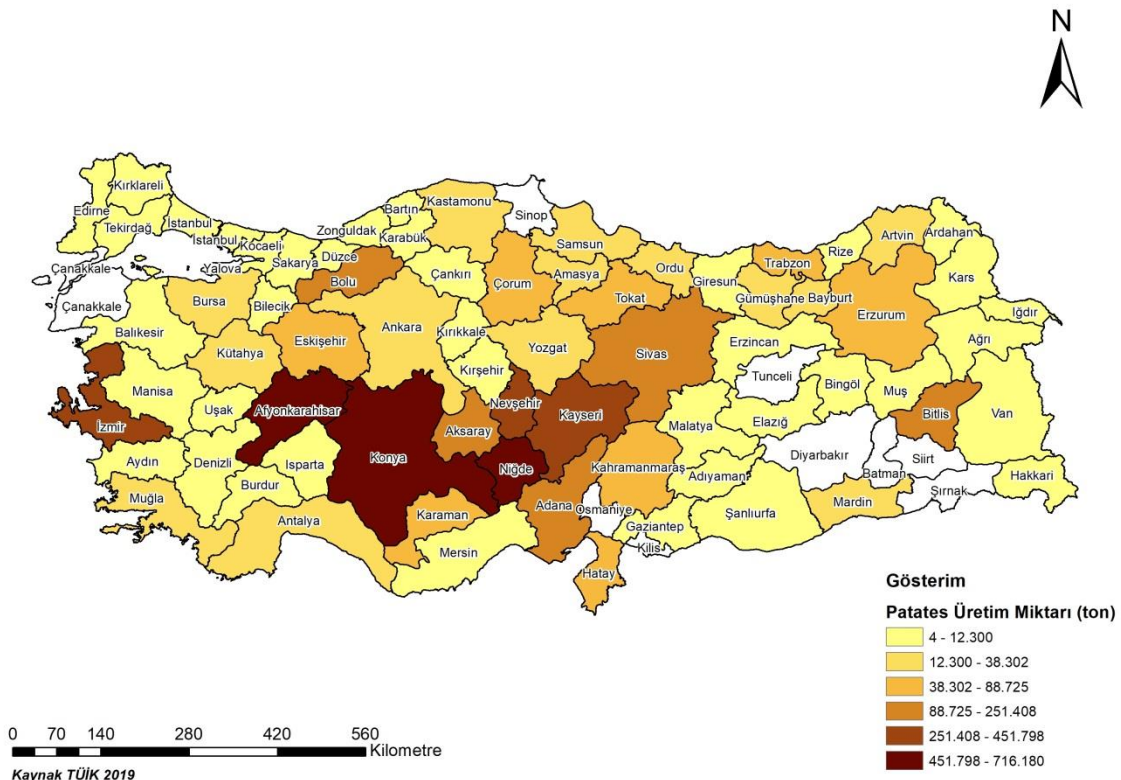 N
Kırklareli
Edirne
Tekirdağ
İstanbul
İstanbul
Kocaeli
Yalova
Sakarya
Düzce
Zonguldak
Bartın
Karabük
Kastamonu
Sinop
Samsun
Çanakkale
Çanakkale
Bursa
Bilecik
Bolu
Çankırı
Çorum
Amasya
Ordu
Giresun
Trabzon
Rize
Artvin
Ardahan
Kars
Tokat
Gümüşhane
Bayburt
Erzurum
Iğdır
Ağrı
Balıkesir
Kütahya
Eskişehir
Ankara
Kırıkkale
Yozgat
Sivas
Erzincan
Tunceli
Bingöl
Muş
Kırşehir
Manisa
Uşak
Afyonkarahisar
Nevşehir
Kayseri
Malatya
Elazığ
Bitlis
Van
İzmir
Aksaray
Konya
Isparta
Niğde
Kahramanmaraş
Adıyaman
Diyarbakır
Batman
Siirt
Şırnak
Hakkari
Aydın
Denizli
Burdur
Muğla
Antalya
Karaman
Mersin
Adana
Osmaniye
Gaziantep
Kilis
Şanlıurfa
Mardin
Hatay
Gösterim
Patates Üretim Miktarı (ton)
4 - 12.300
12.300 - 38.302
38.302 - 88.725
88.725 - 251.408
251.408 - 451.798
451.798 - 716.180
0 70 140 280 420 560
Kilometre
Kaynak TÜİK 2019